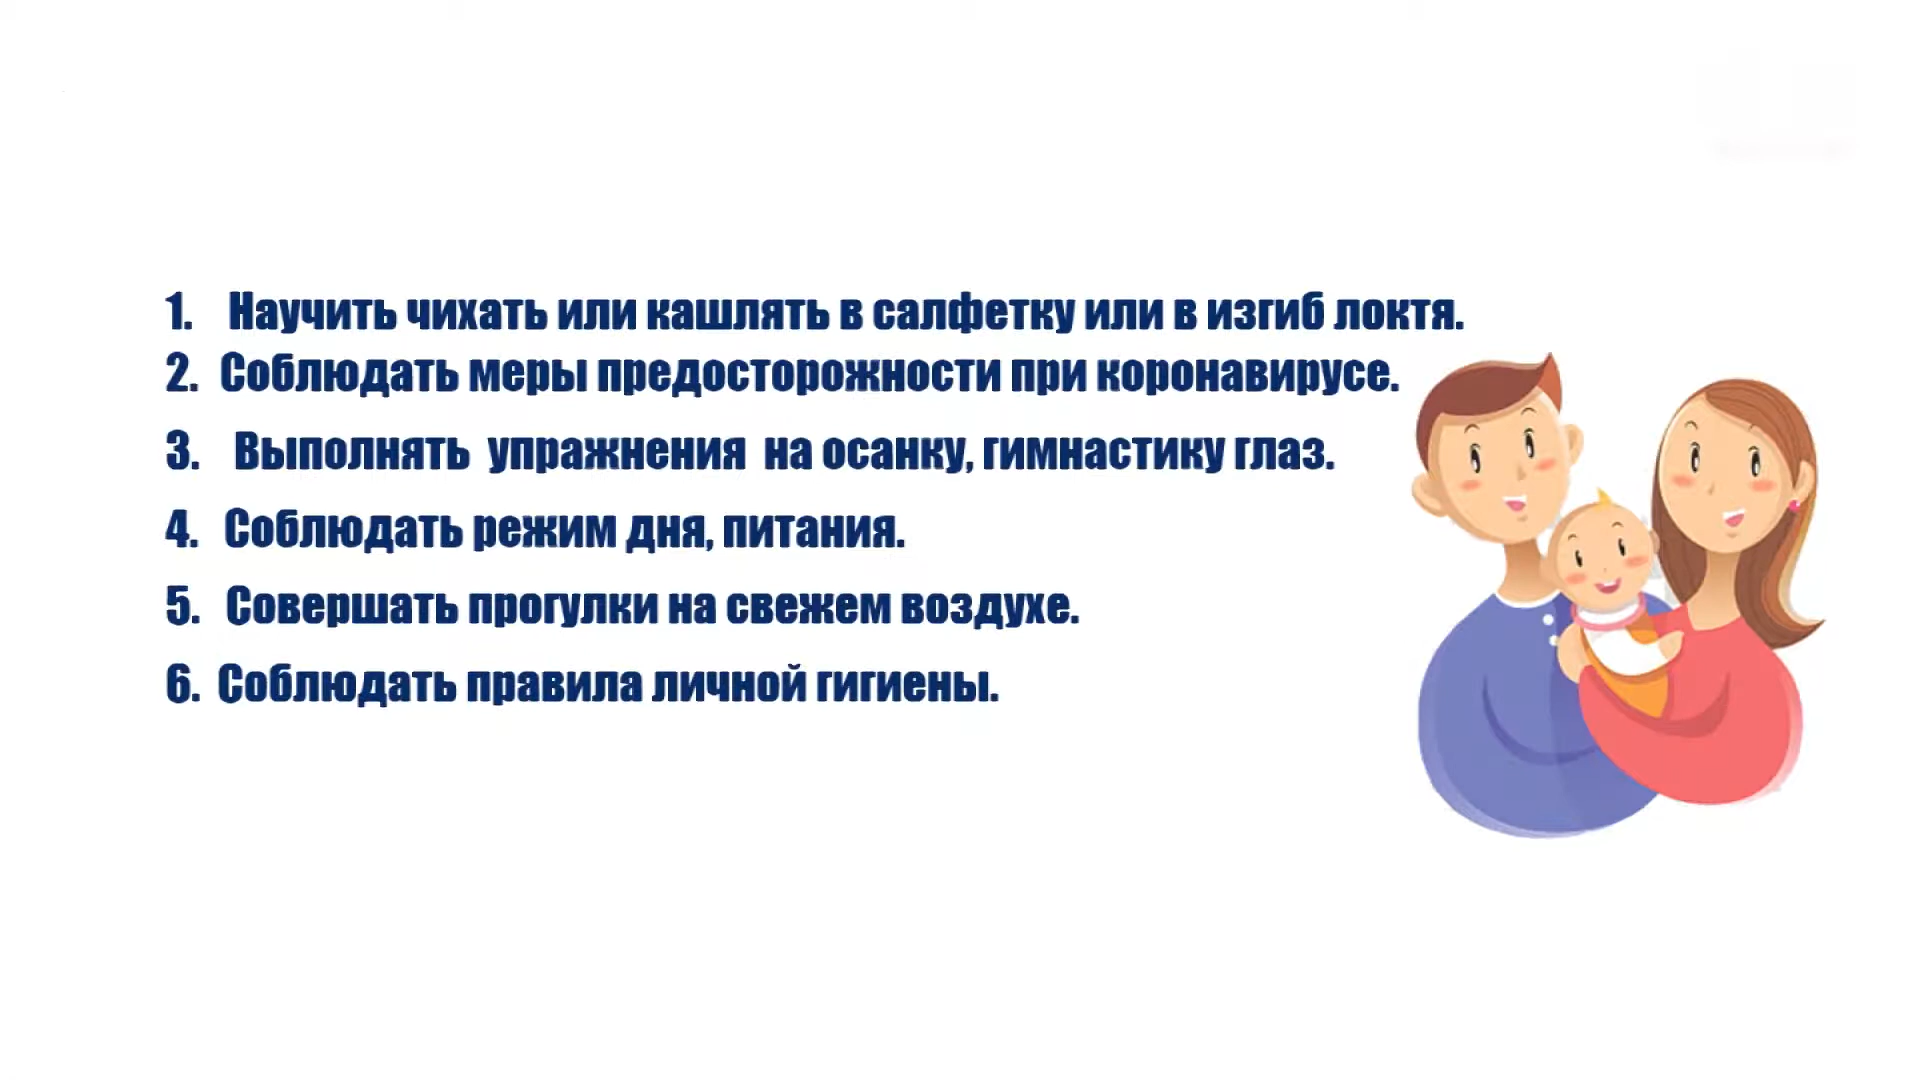 1. Научить чихать или кашлять в салфетку или в изгиб локтя.
2. Соблюдать меры предосторожности при коронавирусе.
3. Выполнять упражнения на осанку, гимнастику глаз.
4. Соблюдать режим дня, питания.
5. Совершать прогулки на свежем воздухе.
6. Соблюдать правила личной гигиены.